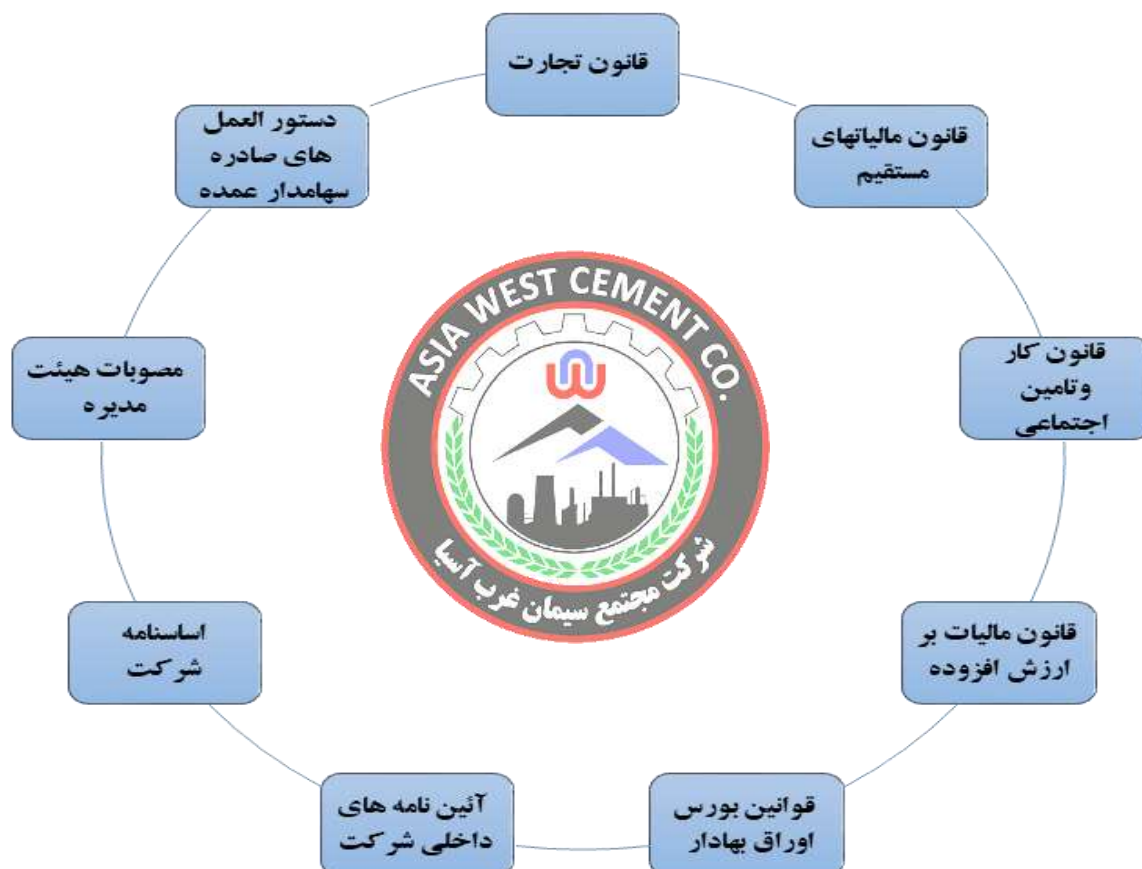 قانون تجارت
قانون مالیاتهای
مستقیم
قانون کار
وتامین
اجتماعی
قانون مالیات بر
ارزش افزوده
قوانین بورس
اوراق بهادار
آئین نامه های
داخلی شرکت
اساسنامه
شرکت
مصوبات هیئت
مدیره
دستور العمل
های صادره
سهامدار عمده
ASIA WEST CEMENT CO.
شرکت مجتمع سیمان غرب آسیا